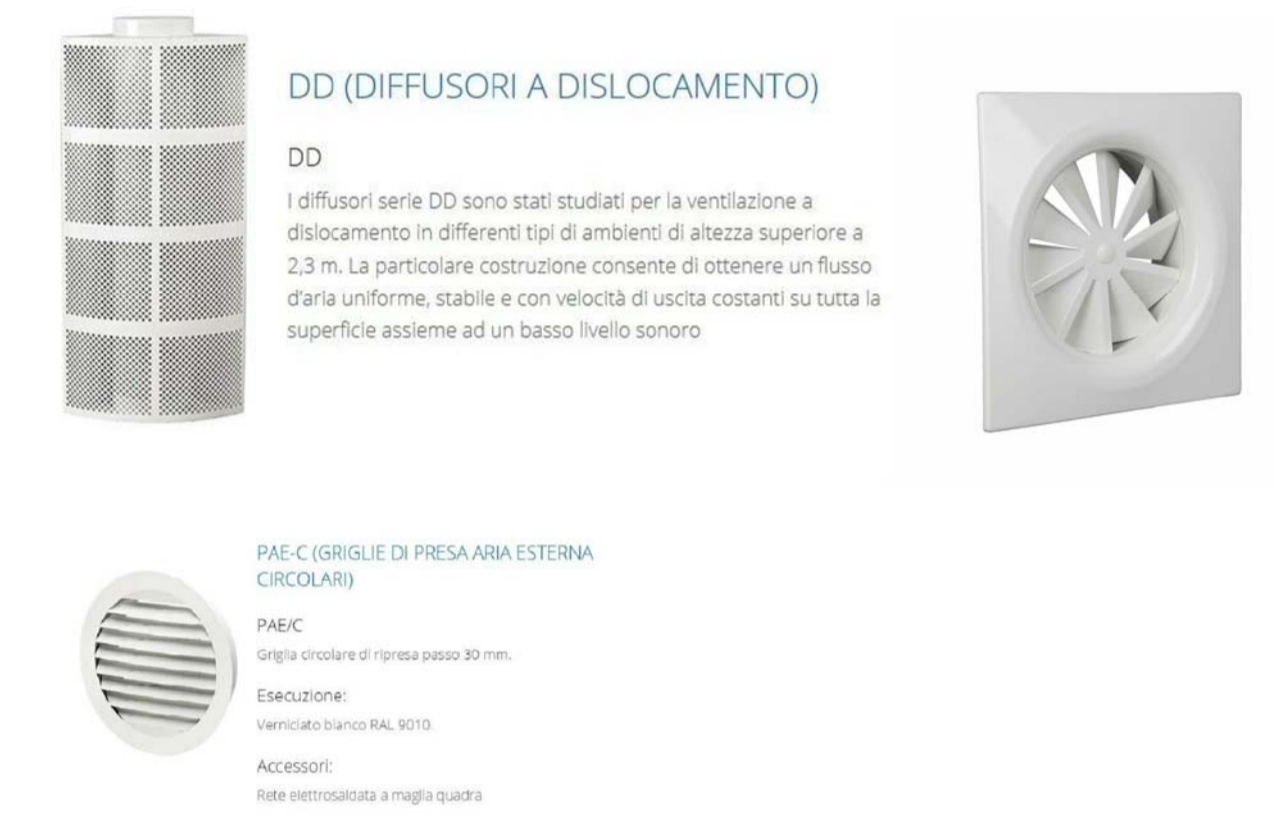 DD (DIFFUSORI A DISLOCAMENTO)
DD
I diffusori serie DD sono stati studiati per la ventilazione a
dislocamento in differenti tipi di ambienti di altezza superiore a
2,3 m. La particolare costruzione consente di ottenere un flusso
d'aria uniforme, stabile e con velocità di uscita costanti su tutta la
superficie assieme ad un basso livello sonoro
PAE-C (GRIGLIE DI PRESA ARIA ESTERNA
CIRCOLARI)
PAE/C
Griglia circolare di ripresa passo 30 mm.
Esecuzione:
Verniciato bianco RAL 9010.
Accessori:
Rete elettrosaldata a maglia quadra